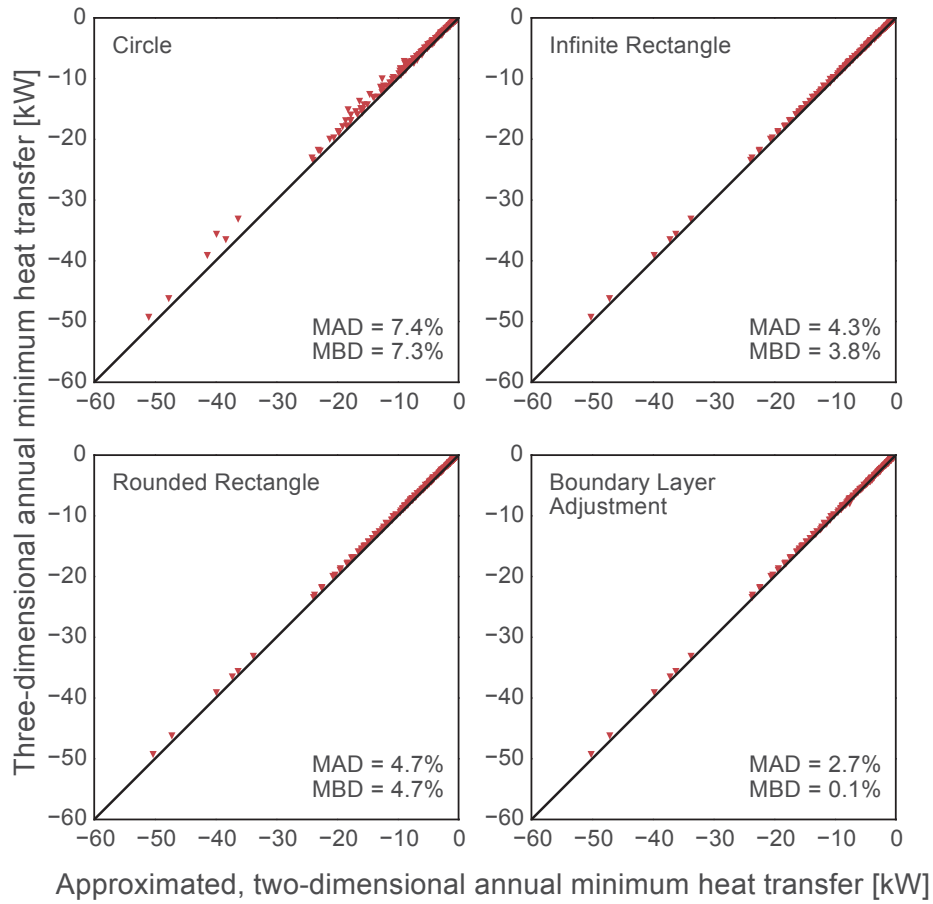 Three-dimensional annual minimum heat transfer [kW]
0
−10
−20
−30
−40
−50
−60
−60 −50 −40 −30 −20 −10 0
Circle
MAD = 7.4%
MBD = 7.3%
0
−10
−20
−30
−40
−50
−60
−60 −50 −40 −30 −20 −10 0
Infinite Rectangle
MAD = 4.3%
MBD = 3.8%
0
−10
−20
−30
−40
−50
−60
−60 −50 −40 −30 −20 −10 0
Rounded Rectangle
MAD = 4.7%
MBD = 4.7%
0
−10
−20
−30
−40
−50
−60
−60 −50 −40 −30 −20 −10 0
Boundary Layer
Adjustment
MAD = 2.7%
MBD = 0.1%
Approximated, two-dimensional annual minimum heat transfer [kW]